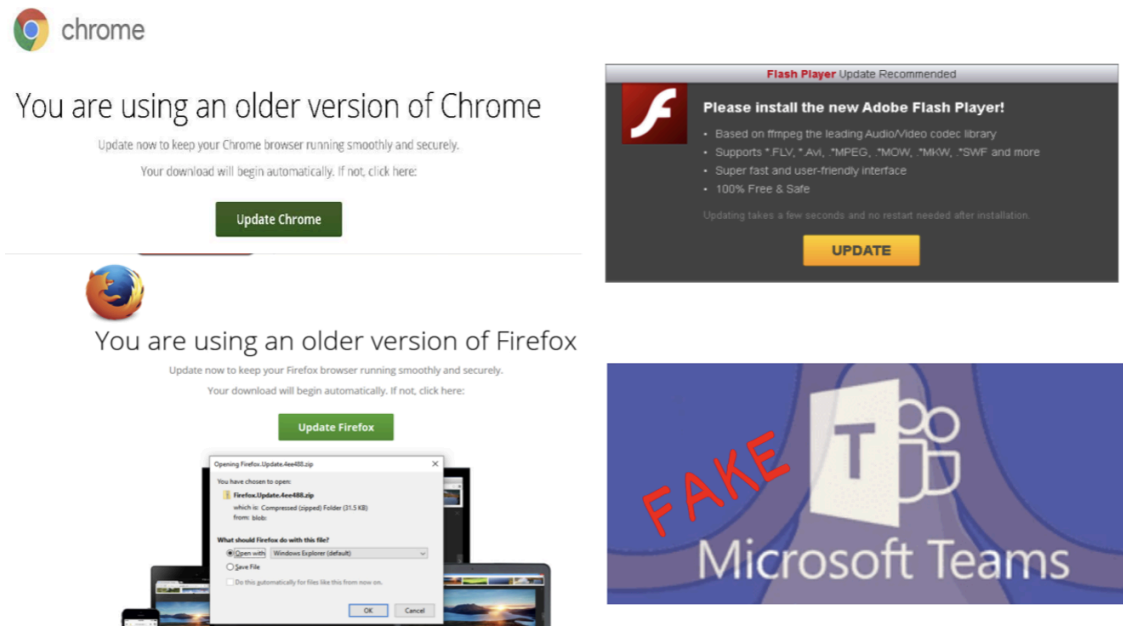 chrome
You are using an older version of Chrome
Update now to keep your Chrome browser running smoothly and securely.
Your download will begin automatically. If not, click here:
Update Chrome
You are using an older version of Firefox
Update now to keep your Firefox browser running smoothly and securely.
Your download will begin automatically. If not, click here:
Update Firefox
Opening Firefox.Update.4ee488.zip
You have chosen to open:
Firefox.Update.4ee488.zip
which is: Compressed (zipped) Folder (31.5 KB)
from: blob:
What should Firefox do with this file?
Open with Windows Explorer (default)
Save File
Do this automatically for files like this from now on.
OK Cancel
Flash Player Update Recommended
Please install the new Adobe Flash Player!
• Based on ffmpeg the leading Audio/Video codec library
• Supports *.FLV, *.Avi, .*MPEG, .*MOW, .*MKW, .*SWF and more
• Super fast and user-friendly interface
• 100% Free & Safe
Updating takes a few seconds and no restart needed after installation.
UPDATE
FAKE
T
Microsoft Teams